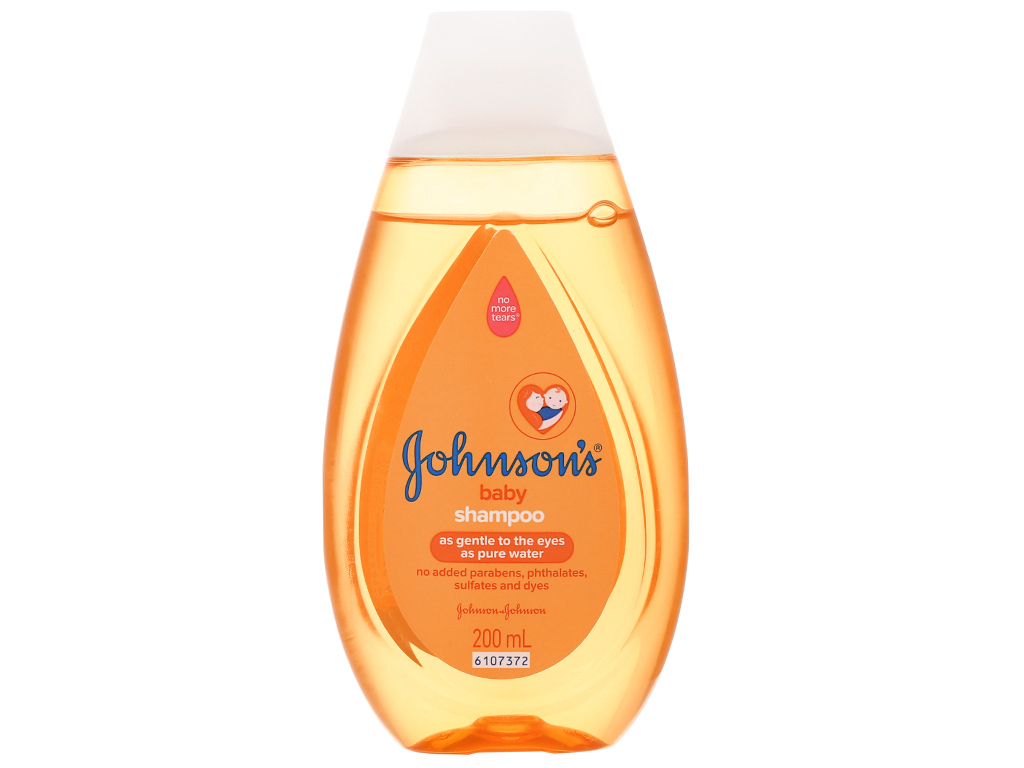 no
more
tears®
Johnson's®
baby
shampoo
as gentle to the eyes
as pure water
no added parabens, phthalates,
sulfates and dyes
Johnson+Johnson
200 mL
6107372